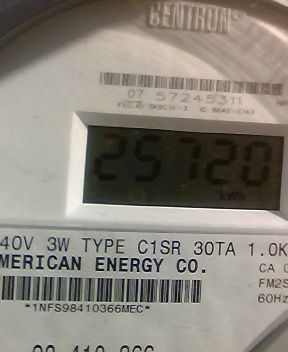 CENTRON®
07 57245311
25720
kWh
40V 3W TYPE C1SR 30TA 1.0K
MERICAN ENERGY CO.
CA 0
FM2S
60Hz
*1NFS98410366MEC*